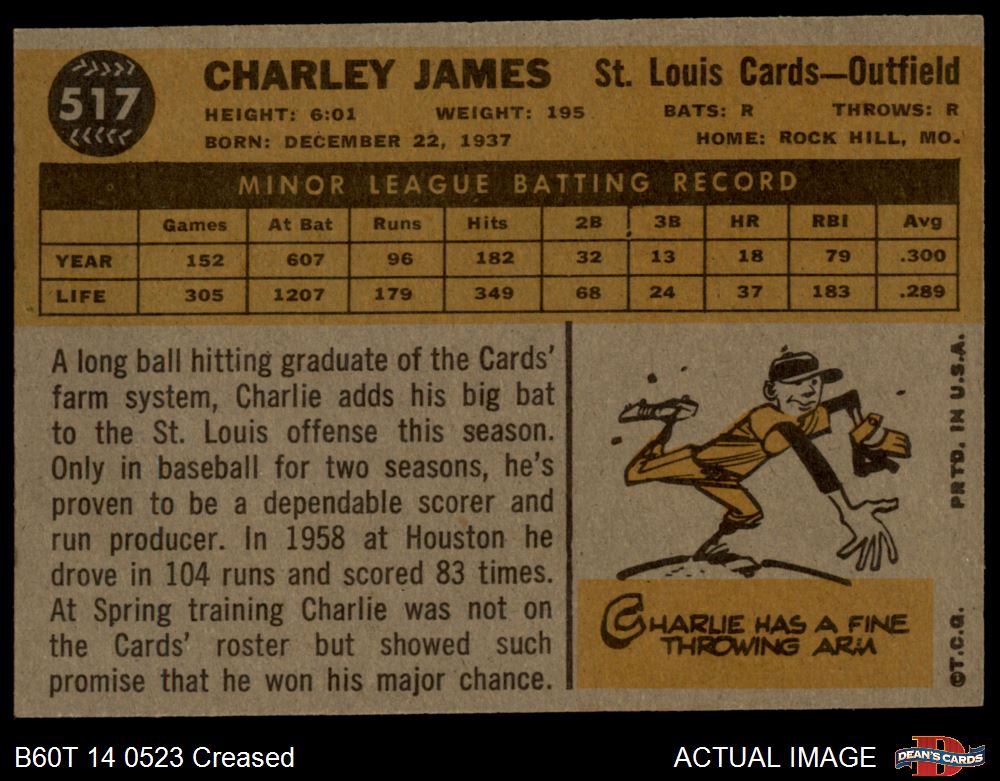 517
CHARLEY JAMES St. Louis Cards—Outfield
HEIGHT: 6:01 WEIGHT: 195 BATS: R THROWS: R
BORN: DECEMBER 22, 1937 HOME: ROCK HILL, MO.
MINOR LEAGUE BATTING RECORD
Games At Bat Runs Hits 2B 3B HR RBI Avg
YEAR 152 607 96 182 32 13 18 79 .300
LIFE 305 1207 179 349 68 24 37 183 .289
A long ball hitting graduate of the Cards'
farm system, Charlie adds his big bat
to the St. Louis offense this season.
Only in baseball for two seasons, he's
proven to be a dependable scorer and
run producer. In 1958 at Houston he
drove in 104 runs and scored 83 times.
At Spring training Charlie was not on
the Cards' roster but showed such
promise that he won his major chance.
CHARLIE HAS A FINE
THROWING ARM
©T.C.G. PRTD. IN U.S.A.
B60T 14 0523 Creased ACTUAL IMAGE
D
DEAN'S CARDS